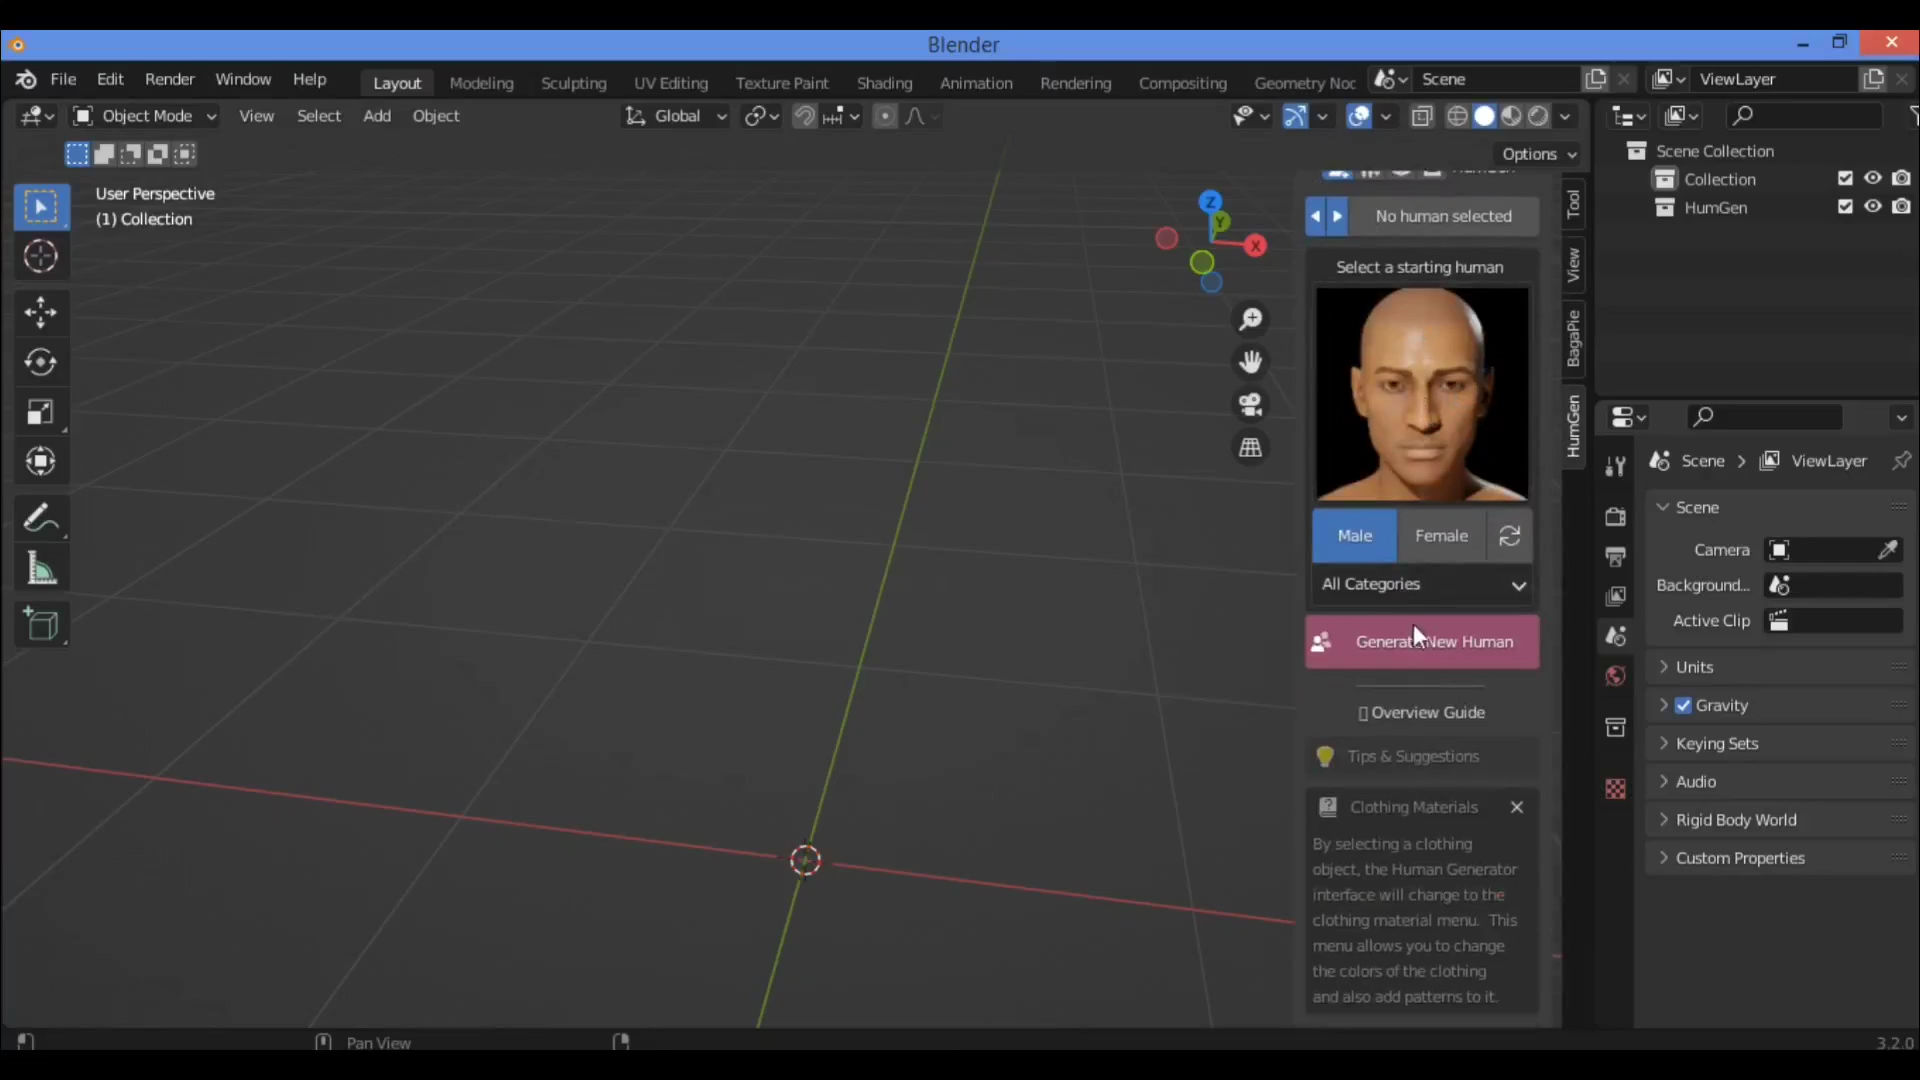 Blender
File Edit Render Window Help Layout Modeling Sculpting UV Editing Texture Paint Shading Animation Rendering Compositing Geometry Noc Scene ViewLayer
Object Mode View Select Add Object Global
Options
User Perspective
(1) Collection
Z
Y
X
No human selected
Select a starting human
Male Female
All Categories
Generate New Human
Overview Guide
Tips & Suggestions
Clothing Materials
By selecting a clothing
object, the Human Generator
interface will change to the
clothing material menu. This
menu allows you to change
the colors of the clothing
and also add patterns to it.
Tool
View
BagaPie
HumGen
Scene Collection
Collection
HumGen
Scene > ViewLayer
Scene
Camera
Background...
Active Clip
Units
Gravity
Keying Sets
Audio
Rigid Body World
Custom Properties
Pan View
3.2.0